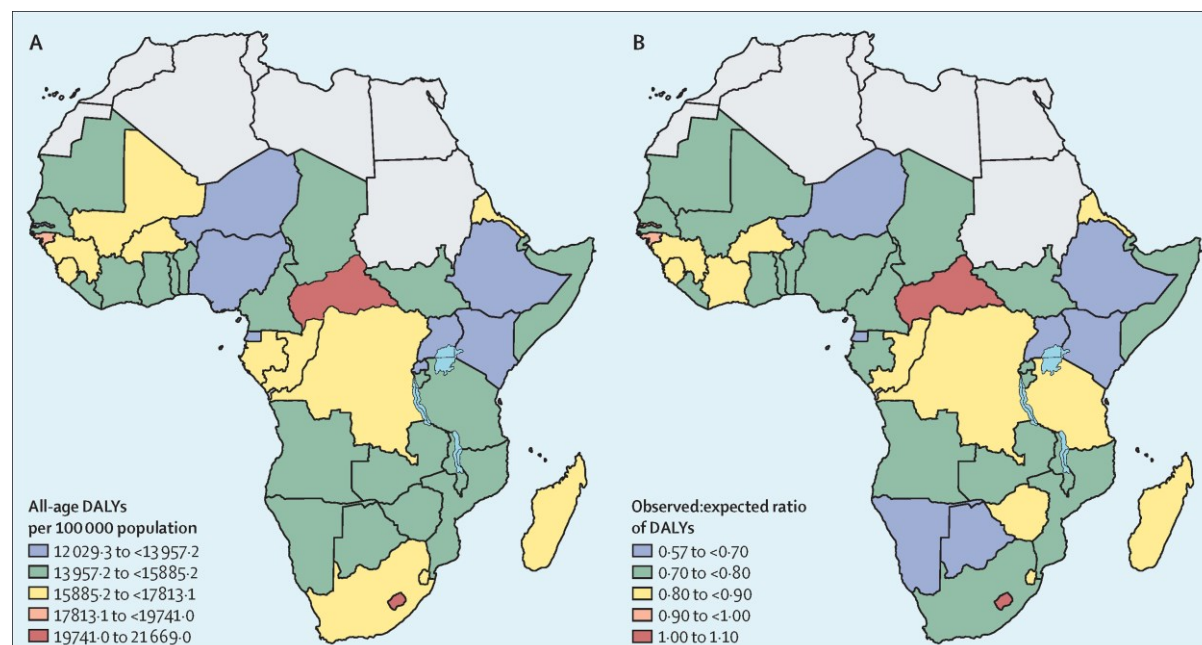 A
All-age DALYs
per 100 000 population
12 029·3 to <13 957·2
13 957·2 to <15 885·2
15 885·2 to <17 813·1
17 813·1 to <19 741·0
19 741·0 to 21 669·0
B
Observed:expected ratio
of DALYs
0·57 to <0·70
0·70 to <0·80
0·80 to <0·90
0·90 to <1·00
1·00 to 1·10